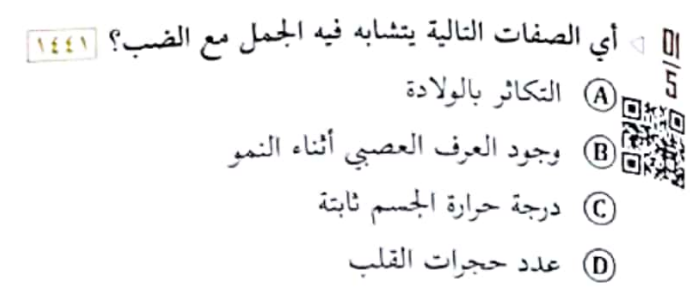 01/5 أي الصفات التالية يتشابه فيه الجمل مع الضب؟ ١٤٤١
A التكاثر بالولادة
B وجود العرف العصبي أثناء النمو
C درجة حرارة الجسم ثابتة
D عدد حجرات القلب